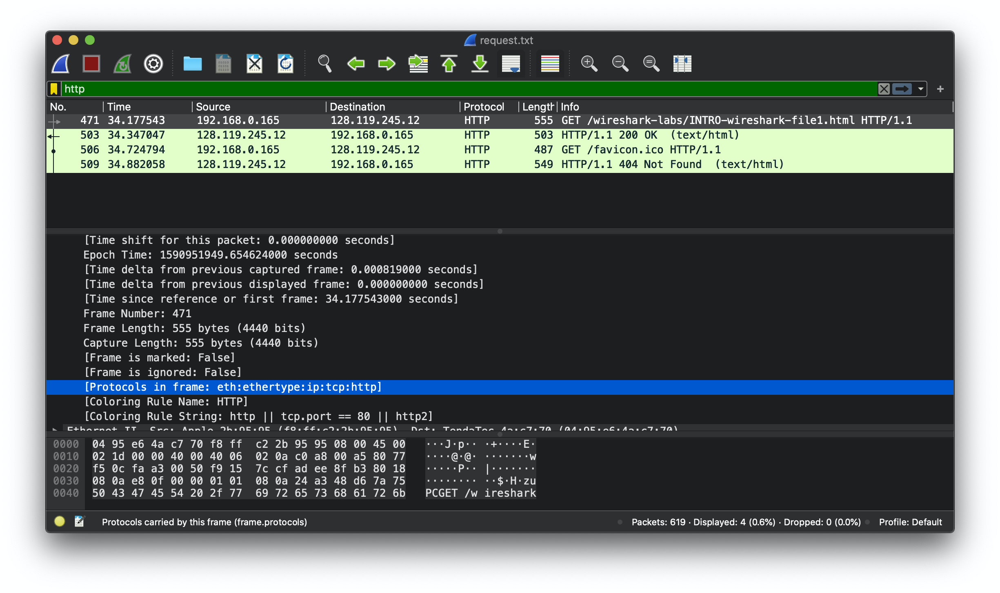 request.txt
http
No. Time Source Destination Protocol Length Info
471 34.177543 192.168.0.165 128.119.245.12 HTTP 555 GET /wireshark-labs/INTRO-wireshark-file1.html HTTP/1.1
503 34.347047 128.119.245.12 192.168.0.165 HTTP 503 HTTP/1.1 200 OK (text/html)
506 34.724794 192.168.0.165 128.119.245.12 HTTP 487 GET /favicon.ico HTTP/1.1
509 34.882058 128.119.245.12 192.168.0.165 HTTP 549 HTTP/1.1 404 Not Found (text/html)
[Time shift for this packet: 0.000000000 seconds]
Epoch Time: 1590951949.654624000 seconds
[Time delta from previous captured frame: 0.000819000 seconds]
[Time delta from previous displayed frame: 0.000000000 seconds]
[Time since reference or first frame: 34.177543000 seconds]
Frame Number: 471
Frame Length: 555 bytes (4440 bits)
Capture Length: 555 bytes (4440 bits)
[Frame is marked: False]
[Frame is ignored: False]
[Protocols in frame: eth:ethertype:ip:tcp:http]
[Coloring Rule Name: HTTP]
[Coloring Rule String: http || tcp.port == 80 || http2]
Ethernet II, Src: Apple_2b:95:95 (f8:ff:c2:2b:95:95), Dst: TendaTec_4a:c7:70 (04:95:e6:4a:c7:70)
0000 04 95 e6 4a c7 70 f8 ff c2 2b 95 95 08 00 45 00 ···J·p·· ·+····E·
0010 02 1d 00 00 40 00 40 06 02 0a c0 a8 00 a5 80 77 ····@·@· ·······w
0020 f5 0c fa a3 00 50 f9 15 7c cf ad ee 8f b3 80 18 ·····P·· |·······
0030 08 0a e8 0f 00 00 01 01 08 0a 24 a3 48 d6 7a 75 ········ ··$·H·zu
0040 50 43 47 45 54 20 2f 77 69 72 65 73 68 61 72 6b PCGET /w ireshark
Protocols carried by this frame (frame.protocols) Packets: 619 · Displayed: 4 (0.6%) · Dropped: 0 (0.0%) Profile: Default